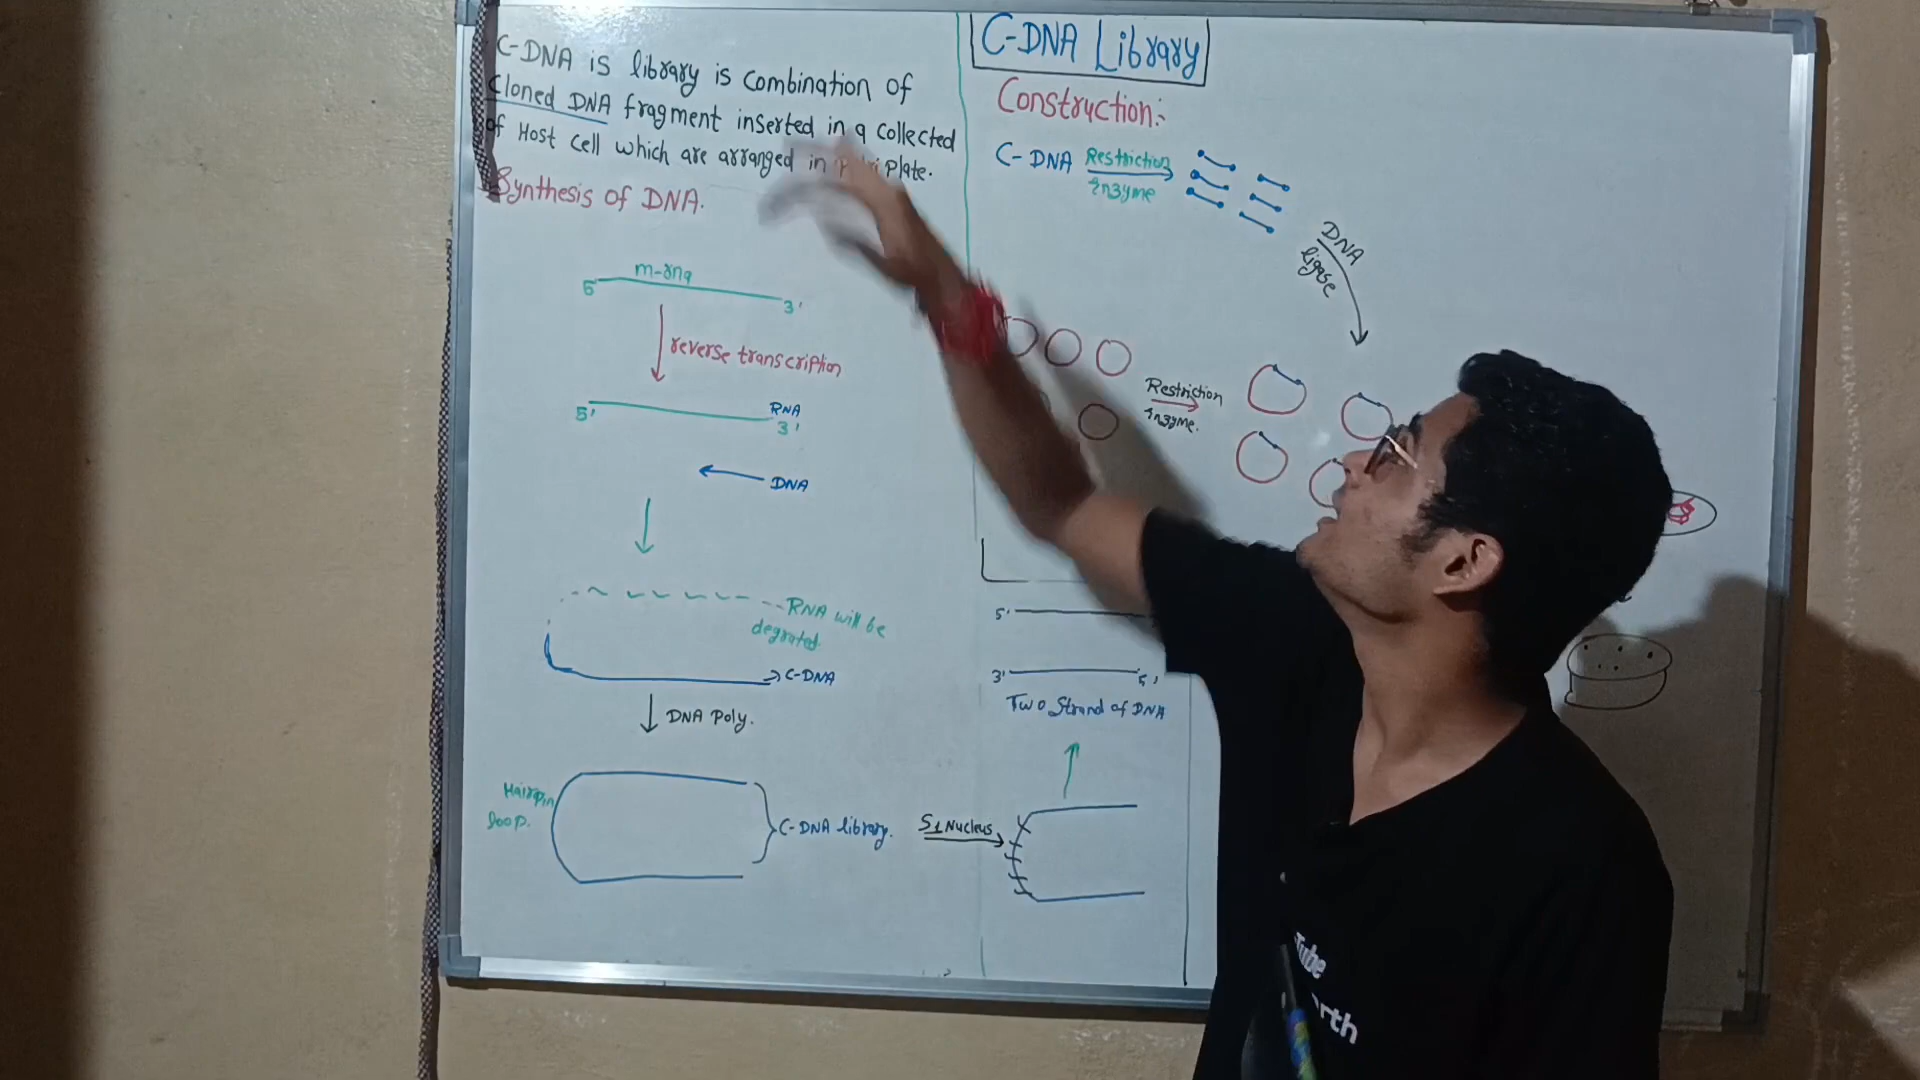 C-DNA is library is combination of
Cloned DNA fragment inserted in a collected
of Host Cell which are arranged in Plate.
Synthesis of DNA.
m-rna
5' 3'
reverse transcription
5' RNA
3'
DNA
RNA will be
degrated.
C-DNA
DNA Poly.
Hairpin
loop.
C-DNA library.
S1 Nucleus
C-DNA Library
Construction:-
C-DNA Restriction
Enzyme
DNA
ligase
Restriction
Enzyme.
5'
3' 5'
Two Strand of DNA
Tube
rth